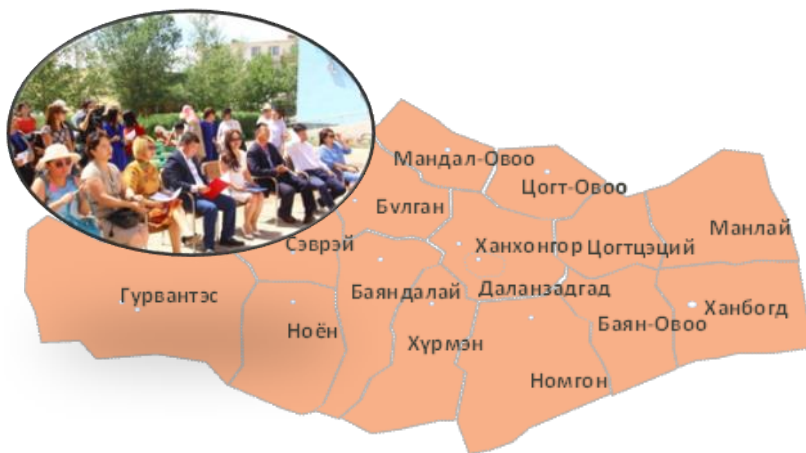 Мандал-Овоо
Цогт-Овоо
Булган
Манлай
Сэврэй
Ханхонгор
Цогтцэций
Гурвантэс
Баяндалай
Даланзадгад
Ханбогд
Ноён
Баян-Овоо
Хүрмэн
Номгон